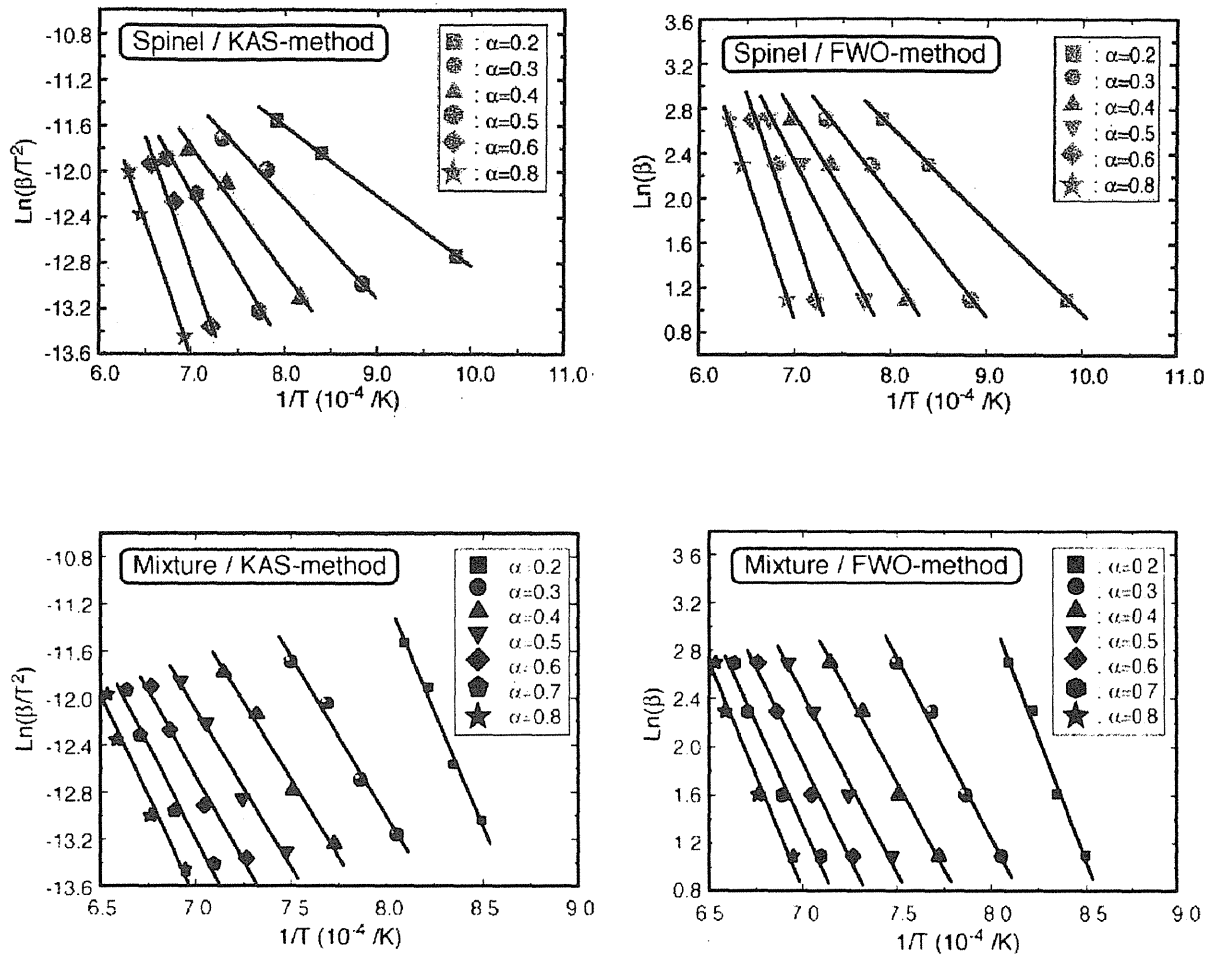 Spinel / KAS-method
: α=0.2
: α=0.3
: α=0.4
: α=0.5
: α=0.6
: α=0.8
-10.8
-11.2
-11.6
-12.0
-12.4
-12.8
-13.2
-13.6
Ln(β/T²)
6.0 7.0 8.0 9.0 10.0 11.0
1/T (10⁻⁴ /K)
Spinel / FWO-method
: α=0.2
: α=0.3
: α=0.4
: α=0.5
: α=0.6
: α=0.8
3.6
3.2
2.8
2.4
2.0
1.6
1.2
0.8
Ln(β)
6.0 7.0 8.0 9.0 10.0 11.0
1/T (10⁻⁴ /K)
Mixture / KAS-method
α=0.2
α=0.3
α=0.4
α=0.5
α=0.6
α=0.7
α=0.8
-10.8
-11.2
-11.6
-12.0
-12.4
-12.8
-13.2
-13.6
Ln(β/T²)
6 5 7 0 7 5 8 0 8 5 9 0
1/T (10⁻⁴ /K)
Mixture / FWO-method
. α=0 2
: α=0.3
: α=0.4
: α=0.5
: α=0.6
: α=0.7
. α=0 8
3.6
3.2
2.8
2.4
2.0
1.6
1.2
0.8
Ln(β)
6 5 7 0 7 5 8 0 8 5 9 0
1/T (10⁻⁴ /K)